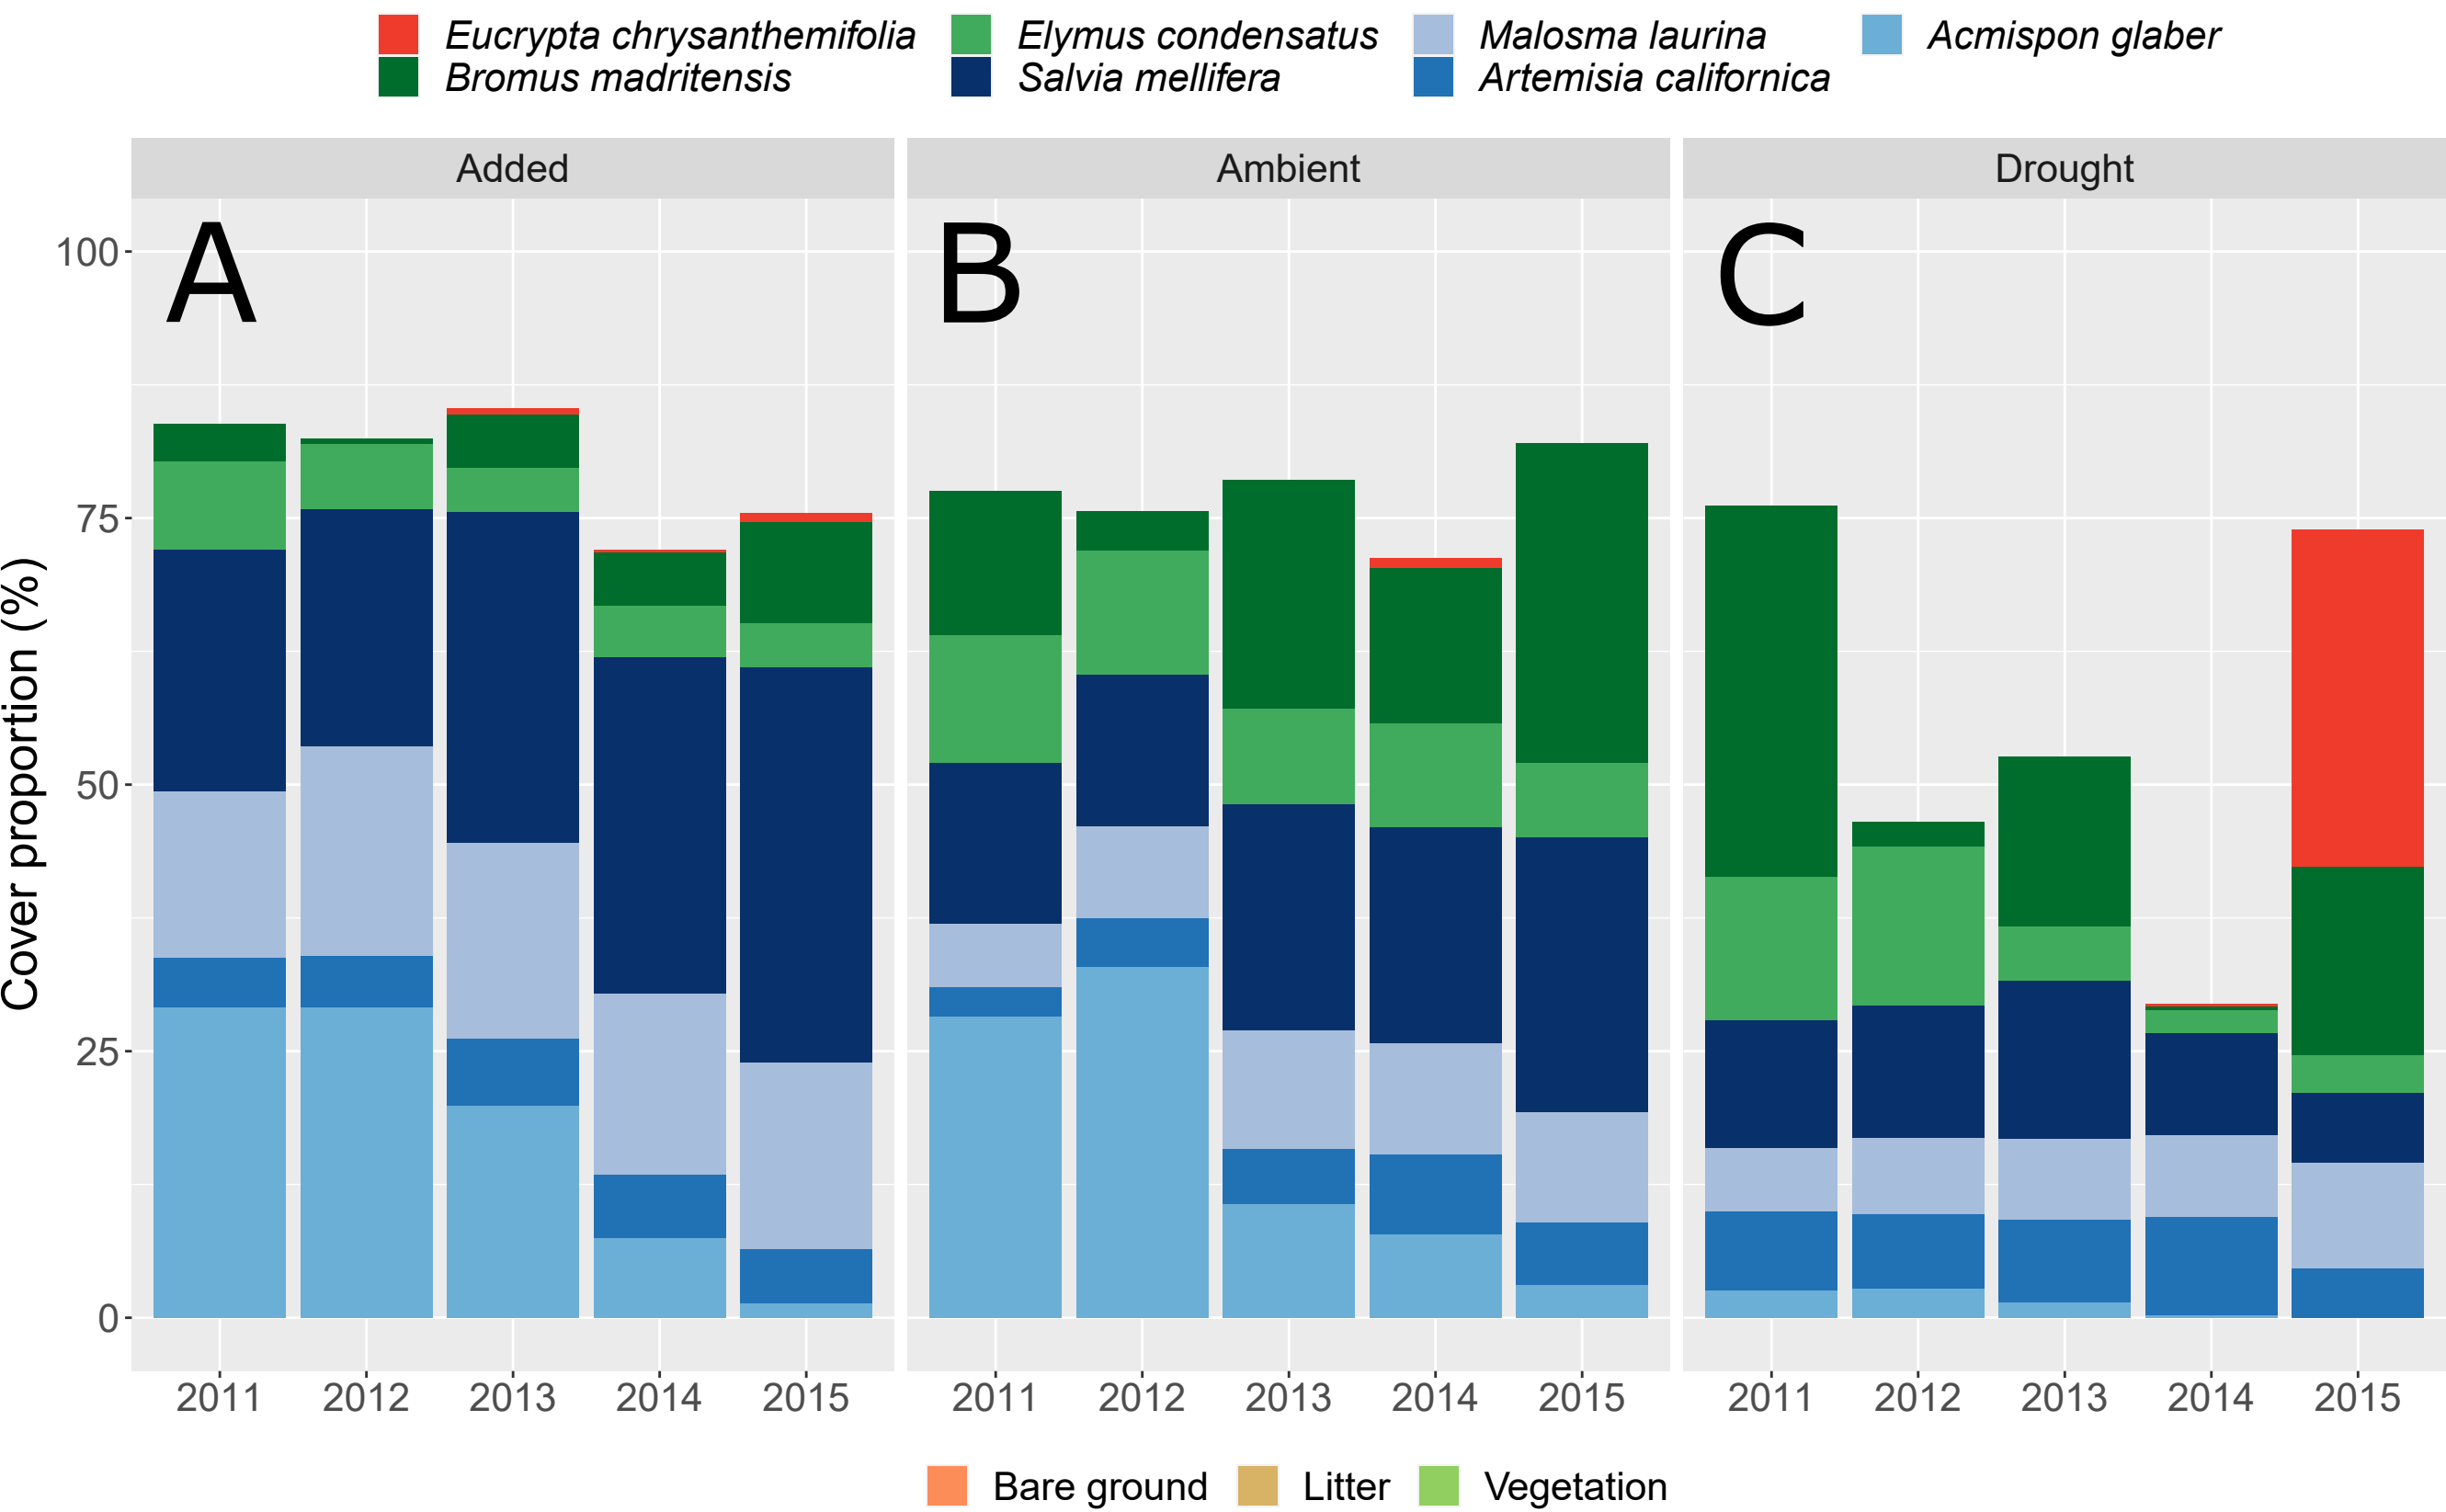 Eucrypta chrysanthemifolia Elymus condensatus Malosma laurina Acmispon glaber
Bromus madritensis Salvia mellifera Artemisia californica
Added Ambient Drought
A B C
100
75
50
25
0
Cover proportion (%)
2011 2012 2013 2014 2015 2011 2012 2013 2014 2015 2011 2012 2013 2014 2015
Bare ground Litter Vegetation